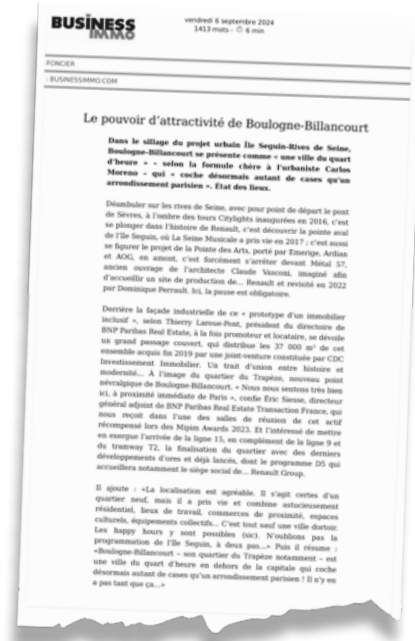 BUSINESS
IMMO
vendredi 6 septembre 2024
1413 mots - 6 min
FONCIER
: BUSINESSIMMO.COM
Le pouvoir d'attractivité de Boulogne-Billancourt
Dans le sillage du projet urbain Île Seguin-Rives de Seine,
Boulogne-Billancourt se présente comme « une ville du quart
d'heure » - selon la formule chère à l'urbaniste Carlos
Moreno – qui « coche désormais autant de cases qu'un
arrondissement parisien ». État des lieux.
Déambuler sur les rives de Seine, avec pour point de départ le pont
de Sèvres, à l'ombre des tours Citylights inaugurées en 2016, c'est
se plonger dans l'histoire de Renault, c'est découvrir la pointe aval
de l'île Seguin, où La Seine Musicale a pris vie en 2017 ; c'est aussi
se figurer le projet de la Pointe des Arts, porté par Emerige, Ardian
et AOG, en amont, c'est forcément s'arrêter devant Métal 57,
ancien ouvrage de l'architecte Claude Vasconi, imaginé afin
d'accueillir un site de production de... Renault et revisité en 2022
par Dominique Perrault. Ici, la pause est obligatoire.
Derrière la façade industrielle de ce « prototype d'un immobilier
inclusif », selon Thierry Laroue-Pont, président du directoire de
BNP Paribas Real Estate, à la fois promoteur et locataire, se dévoile
un grand passage couvert, qui distribue les 37 000 m² de cet
ensemble acquis fin 2019 par une joint-venture constituée par CDC
Investissement Immobilier. Un trait d'union entre histoire et
modernité... À l'image du quartier du Trapèze, nouveau point
névralgique de Boulogne-Billancourt. « Nous nous sentons très bien
ici, à proximité immédiate de Paris », confie Éric Siesse, directeur
général adjoint de BNP Paribas Real Estate Transaction France, qui
nous reçoit dans l'une des salles de réunion de cet actif
récompensé lors des Mipim Awards 2023. Et l'intéressé de mettre
en exergue l'arrivée de la ligne 15, en complément de la ligne 9 et
du tramway T2, la finalisation du quartier avec des derniers
développements d'ores et déjà lancés, dont le programme D5 qui
accueillera notamment le siège social de... Renault Group.
Il ajoute : «La localisation est agréable. Il s'agit certes d'un
quartier neuf, mais il a pris vie et combine astucieusement
résidentiel, lieux de travail, commerces de proximité, espaces
culturels, équipements collectifs... C'est tout sauf une ville dortoir.
Les happy hours y sont possibles (sic). N'oublions pas la
programmation de l'île Seguin, à deux pas...» Puis il résume :
«Boulogne-Billancourt – son quartier du Trapèze notamment – est
une ville du quart d'heure en dehors de la capitale qui coche
désormais autant de cases qu'un arrondissement parisien ! Il n'y en
a pas tant que ça...»